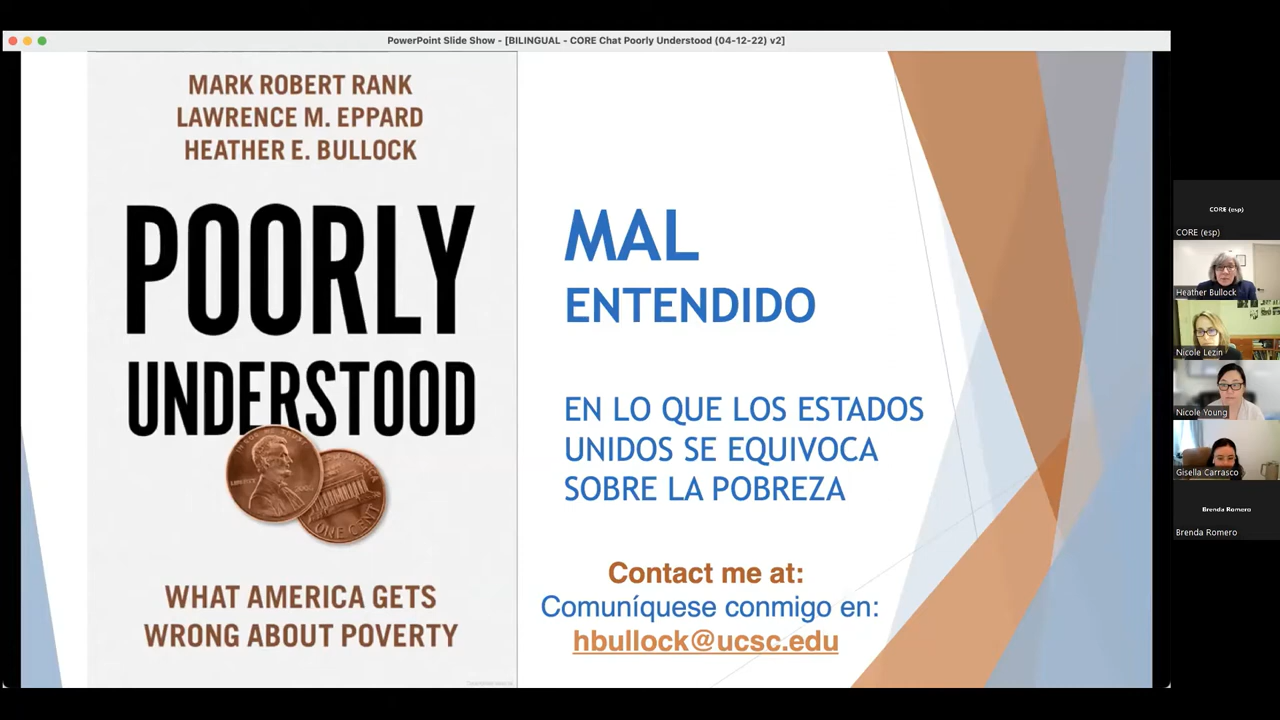 PowerPoint Slide Show - [BILINGUAL - CORE Chat Poorly Understood (04-12-22) v2]
MARK ROBERT RANK
LAWRENCE M. EPPARD
HEATHER E. BULLOCK
POORLY
UNDERSTOOD
WHAT AMERICA GETS
WRONG ABOUT POVERTY
MAL
ENTENDIDO
EN LO QUE LOS ESTADOS
UNIDOS SE EQUIVOCA
SOBRE LA POBREZA
Contact me at:
Comuníquese conmigo en:
hbullock@ucsc.edu
CORE (esp)
CORE (esp)
Heather Bullock
Nicole Lezin
Nicole Young
Gisella Carrasco
Brenda Romero
Brenda Romero